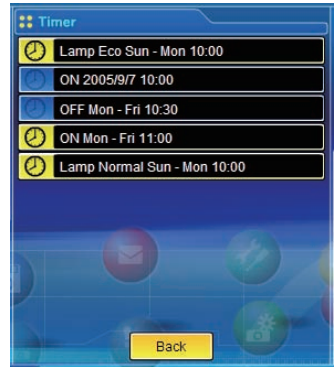 Timer
Lamp Eco Sun - Mon 10:00
ON 2005/9/7 10:00
OFF Mon - Fri 10:30
ON Mon - Fri 11:00
Lamp Normal Sun - Mon 10:00
Back